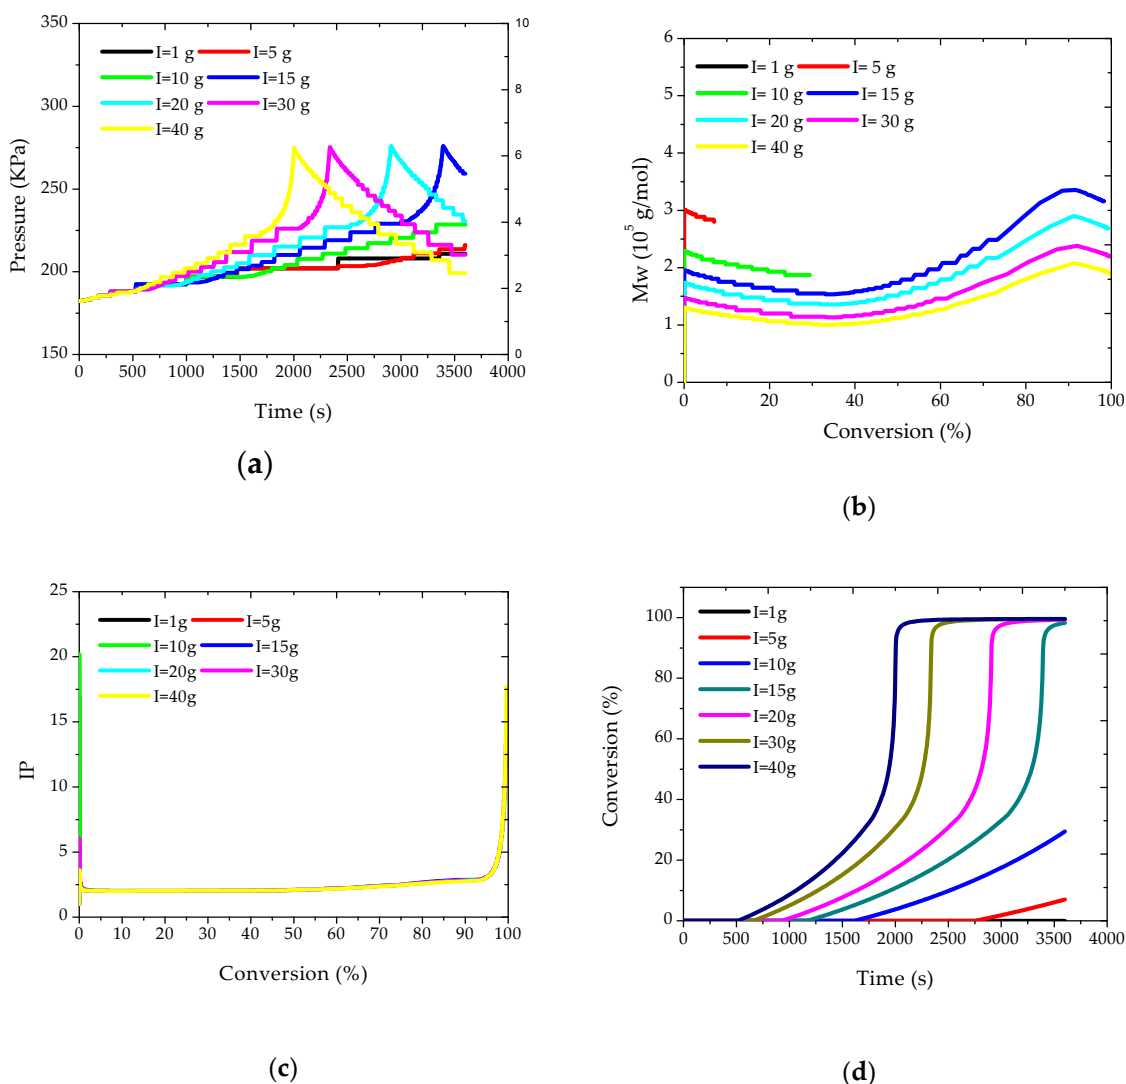 350
300
250
200
150
Pressure (KPa)
10
8
6
4
2
0
I=1 g I=5 g
I=10 g I=15 g
I=20 g I=30 g
I=40 g
0 500 1000 1500 2000 2500 3000 3500 4000
Time (s)
(a)
6
5
4
3
2
1
0
Mw (10⁵ g/mol)
I= 1 g I= 5 g
I= 10 g I= 15 g
I= 20 g I= 30 g
I= 40 g
0 20 40 60 80 100
Conversion (%)
(b)
25
20
15
10
5
0
IP
I=1g I=5g
I=10g I=15g
I=20g I=30g
I=40g
0 10 20 30 40 50 60 70 80 90 100
Conversion (%)
(c)
100
80
60
40
20
0
Conversion (%)
I=1g
I=5g
I=10g
I=15g
I=20g
I=30g
I=40g
0 500 1000 1500 2000 2500 3000 3500 4000
Time (s)
(d)